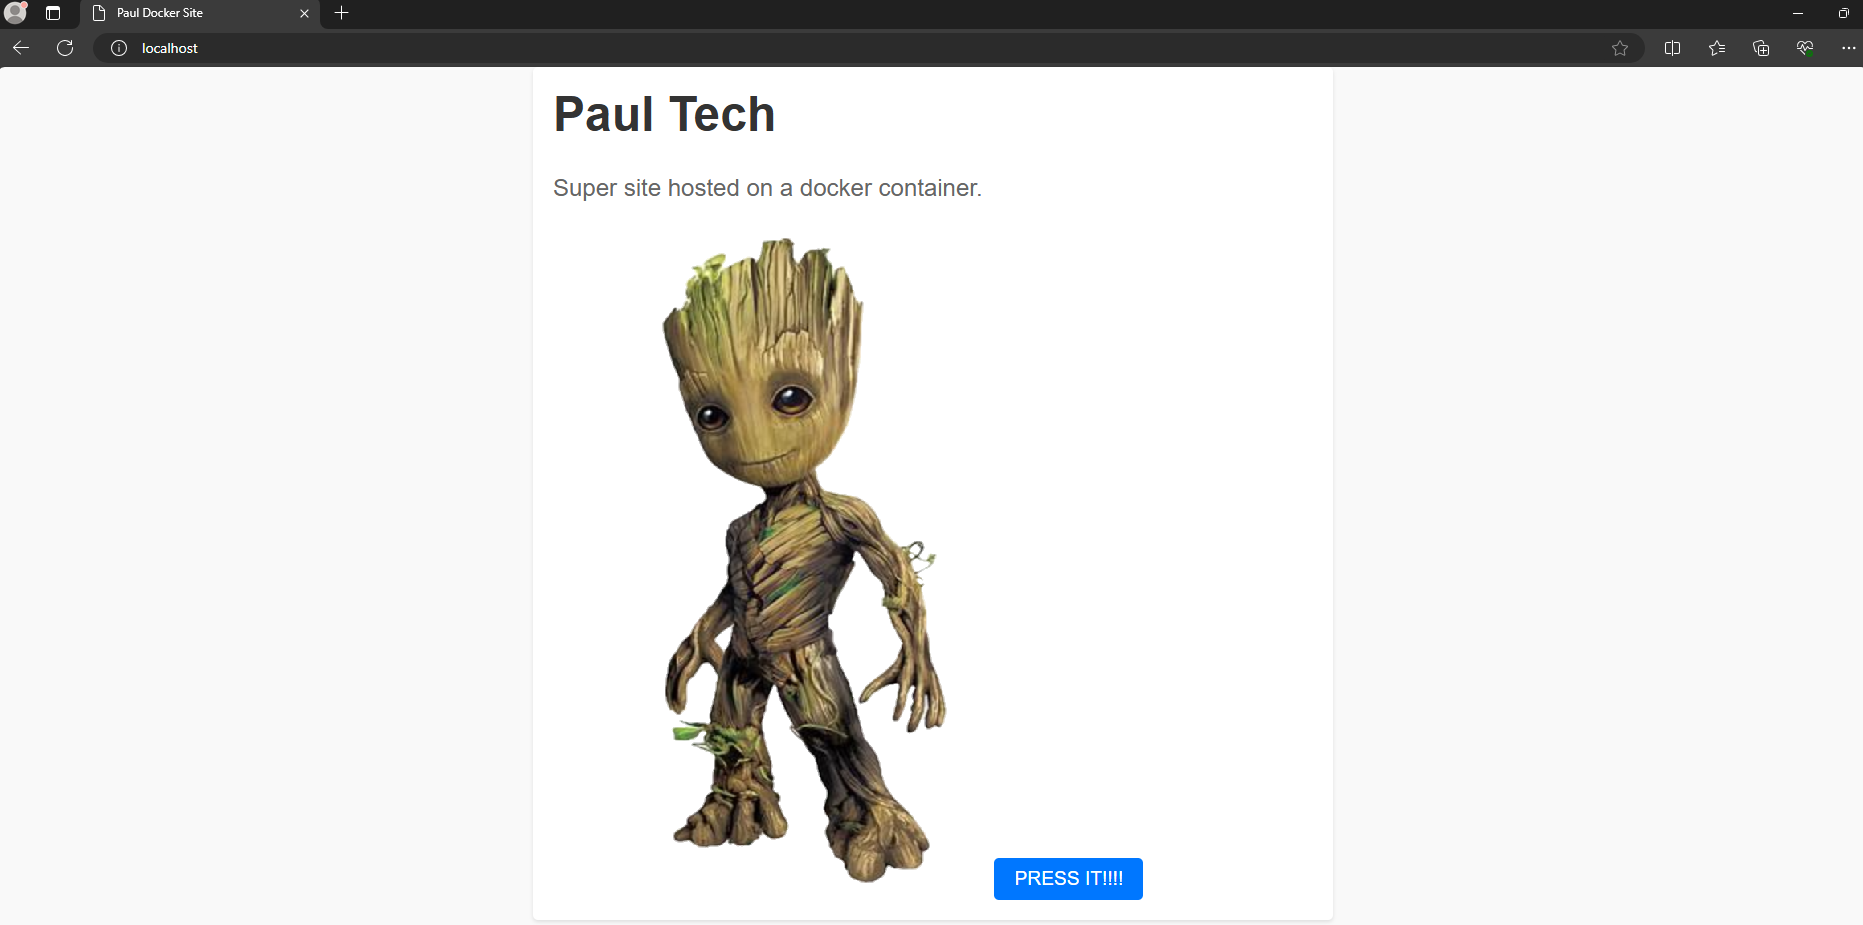 Paul Docker Site
localhost
Paul Tech
Super site hosted on a docker container.
PRESS IT!!!!